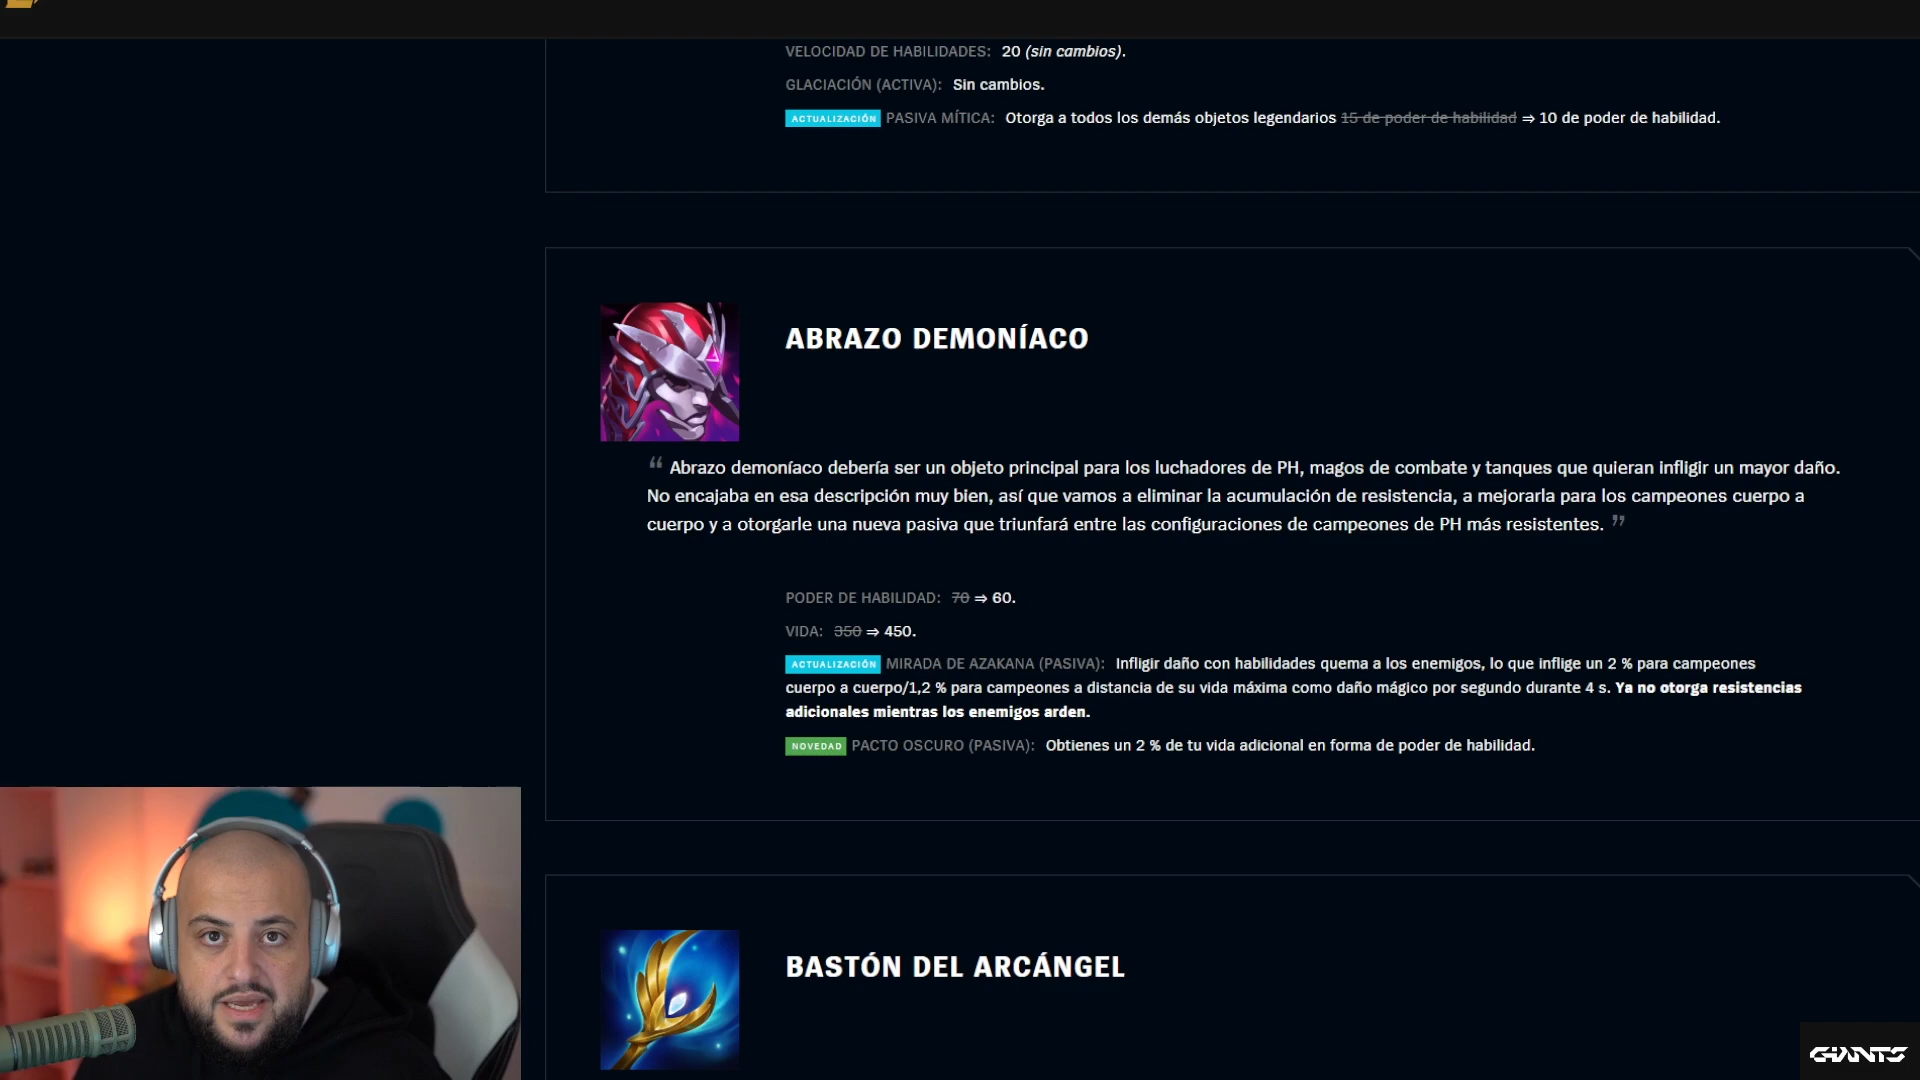 VELOCIDAD DE HABILIDADES: 20 (sin cambios).
GLACIACIÓN (ACTIVA): Sin cambios.
ACTUALIZACIÓN PASIVA MÍTICA: Otorga a todos los demás objetos legendarios 15 de poder de habilidad ⇒ 10 de poder de habilidad.
ABRAZO DEMONÍACO
“ Abrazo demoníaco debería ser un objeto principal para los luchadores de PH, magos de combate y tanques que quieran infligir un mayor daño.
No encajaba en esa descripción muy bien, así que vamos a eliminar la acumulación de resistencia, a mejorarla para los campeones cuerpo a
cuerpo y a otorgarle una nueva pasiva que triunfará entre las configuraciones de campeones de PH más resistentes. ”
PODER DE HABILIDAD: 70 ⇒ 60.
VIDA: 350 ⇒ 450.
ACTUALIZACIÓN MIRADA DE AZAKANA (PASIVA): Infligir daño con habilidades quema a los enemigos, lo que inflige un 2 % para campeones
cuerpo a cuerpo/1,2 % para campeones a distancia de su vida máxima como daño mágico por segundo durante 4 s. Ya no otorga resistencias
adicionales mientras los enemigos arden.
NOVEDAD PACTO OSCURO (PASIVA): Obtienes un 2 % de tu vida adicional en forma de poder de habilidad.
BASTÓN DEL ARCÁNGEL
GIANTS